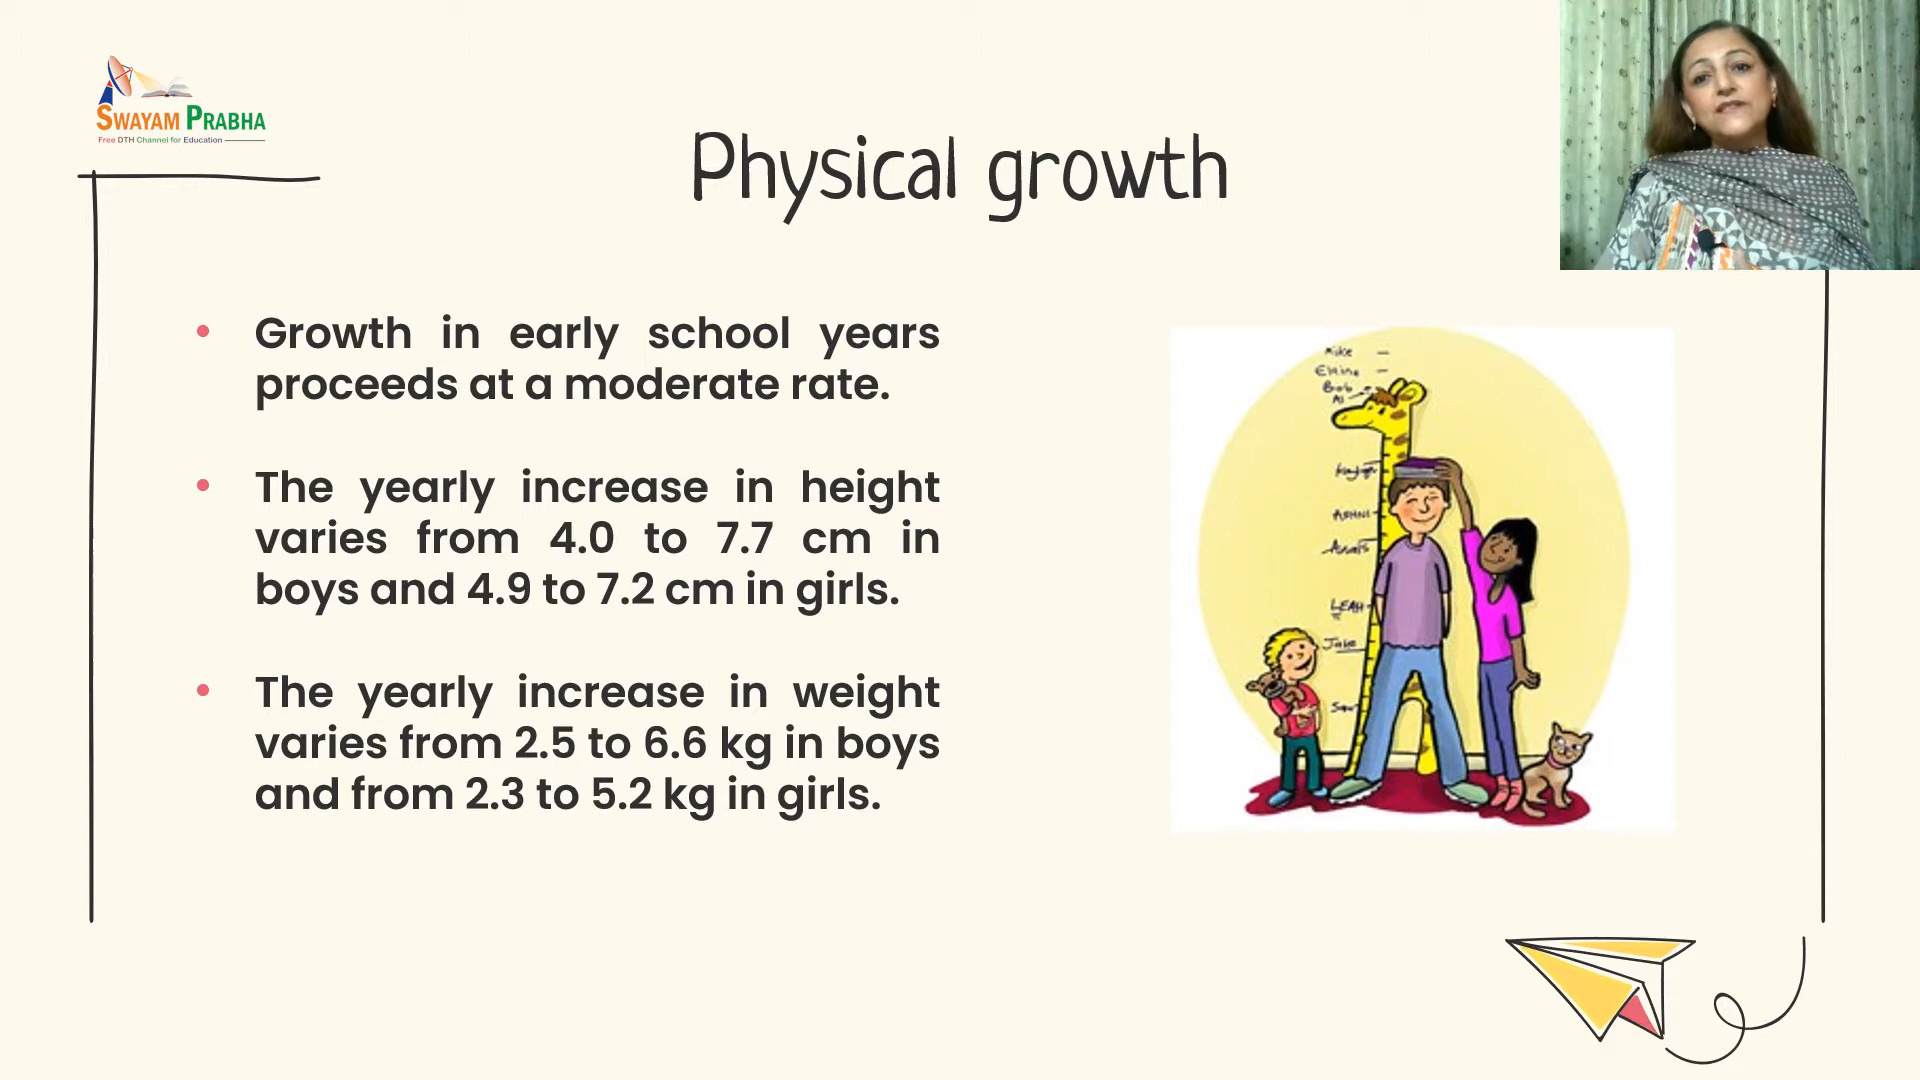 SWAYAM PRABHA
Free DTH Channel for Education
Physical growth
• Growth in early school years
proceeds at a moderate rate.
• The yearly increase in height
varies from 4.0 to 7.7 cm in
boys and 4.9 to 7.2 cm in girls.
• The yearly increase in weight
varies from 2.5 to 6.6 kg in boys
and from 2.3 to 5.2 kg in girls.
Mike
Elaine
Bob
Al
LEAH
Jake